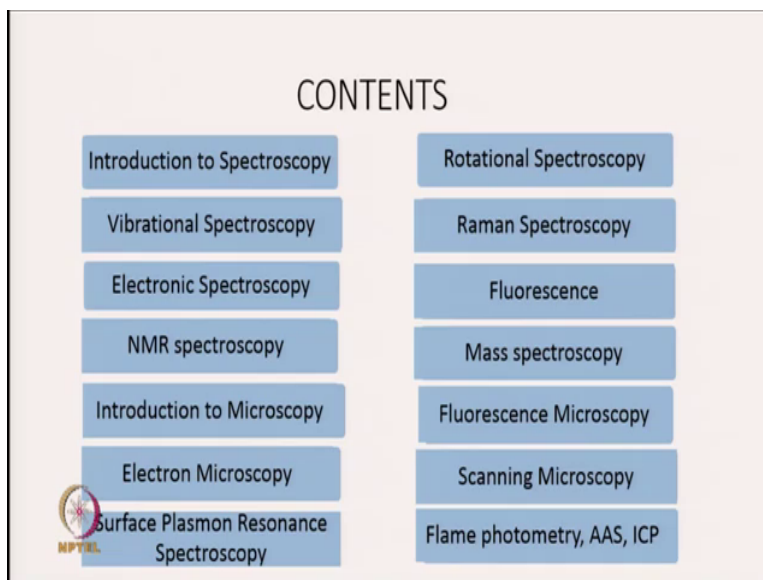 CONTENTS
Introduction to Spectroscopy
Rotational Spectroscopy
Vibrational Spectroscopy
Raman Spectroscopy
Electronic Spectroscopy
Fluorescence
NMR spectroscopy
Mass spectroscopy
Introduction to Microscopy
Fluorescence Microscopy
Electron Microscopy
Scanning Microscopy
Surface Plasmon Resonance
Spectroscopy
Flame photometry, AAS, ICP
NPTEL